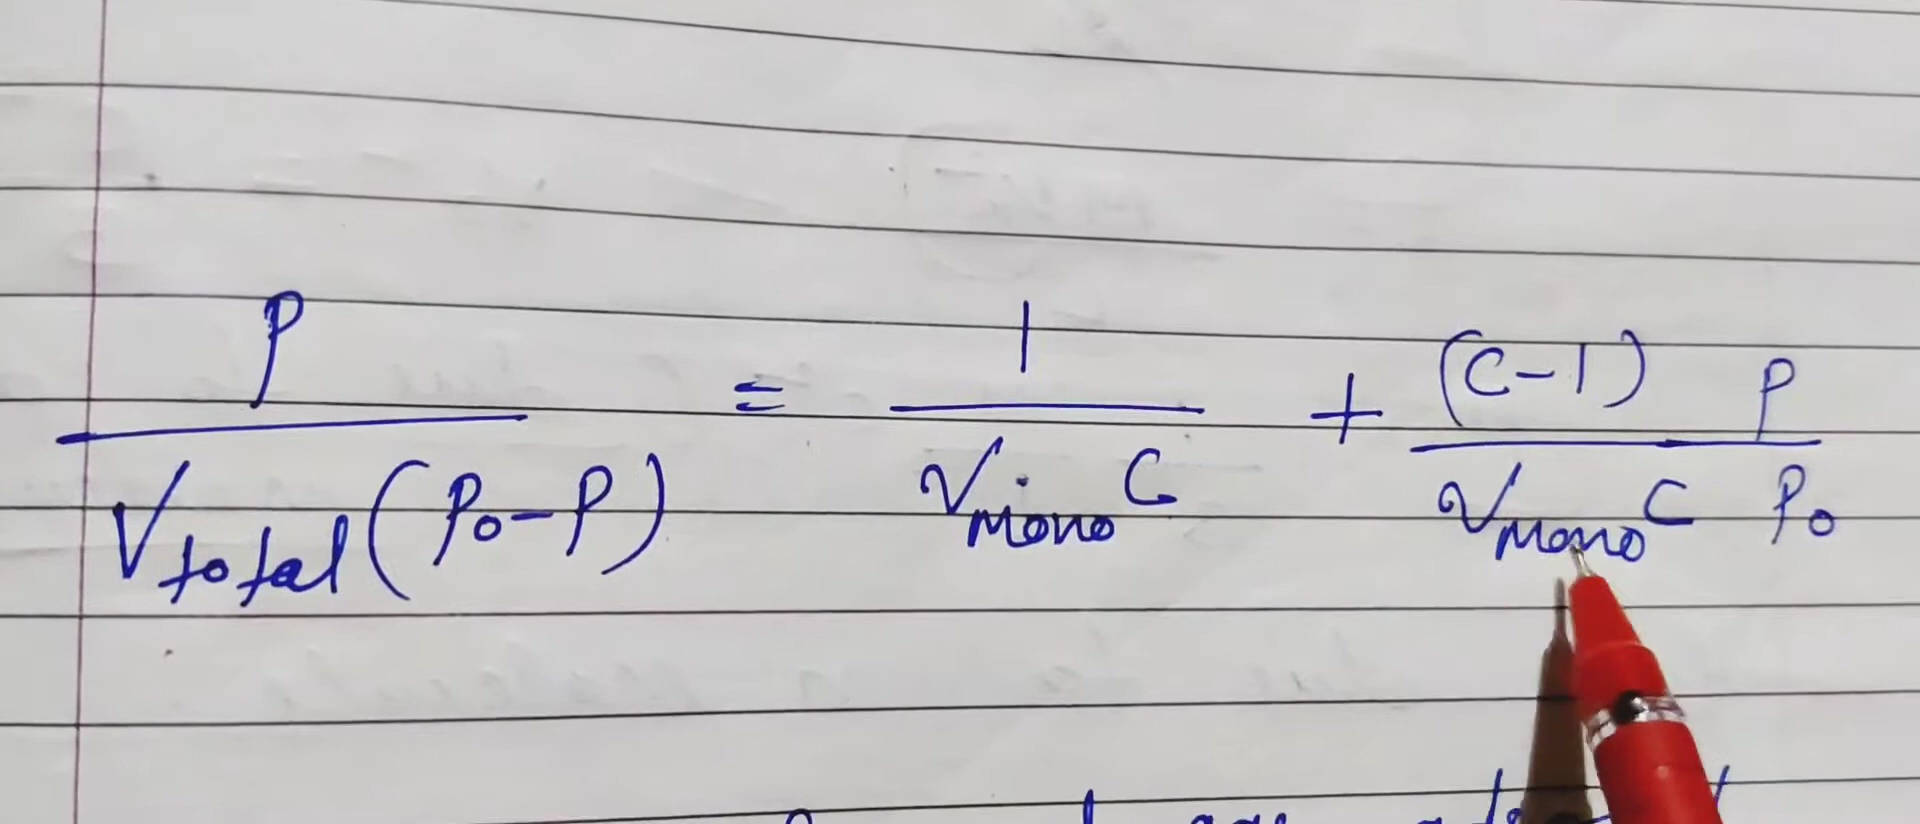 P / V_total (P₀ - P) = 1 / V_mono C + (C-1) P / V_mono C P₀